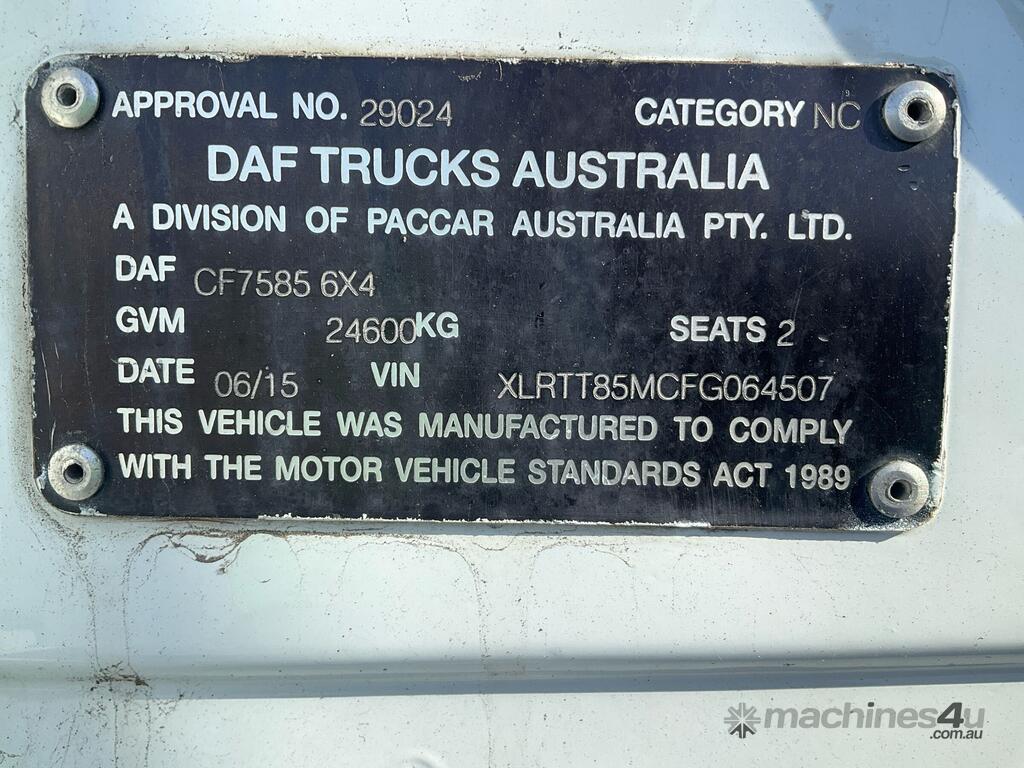 APPROVAL NO. 29024 CATEGORY NC
DAF TRUCKS AUSTRALIA
A DIVISION OF PACCAR AUSTRALIA PTY. LTD.
DAF CF7585 6X4
GVM 24600KG SEATS 2
DATE 06/15 VIN XLRTT85MCFG064507
THIS VEHICLE WAS MANUFACTURED TO COMPLY
WITH THE MOTOR VEHICLE STANDARDS ACT 1989
machines4u
.com.au